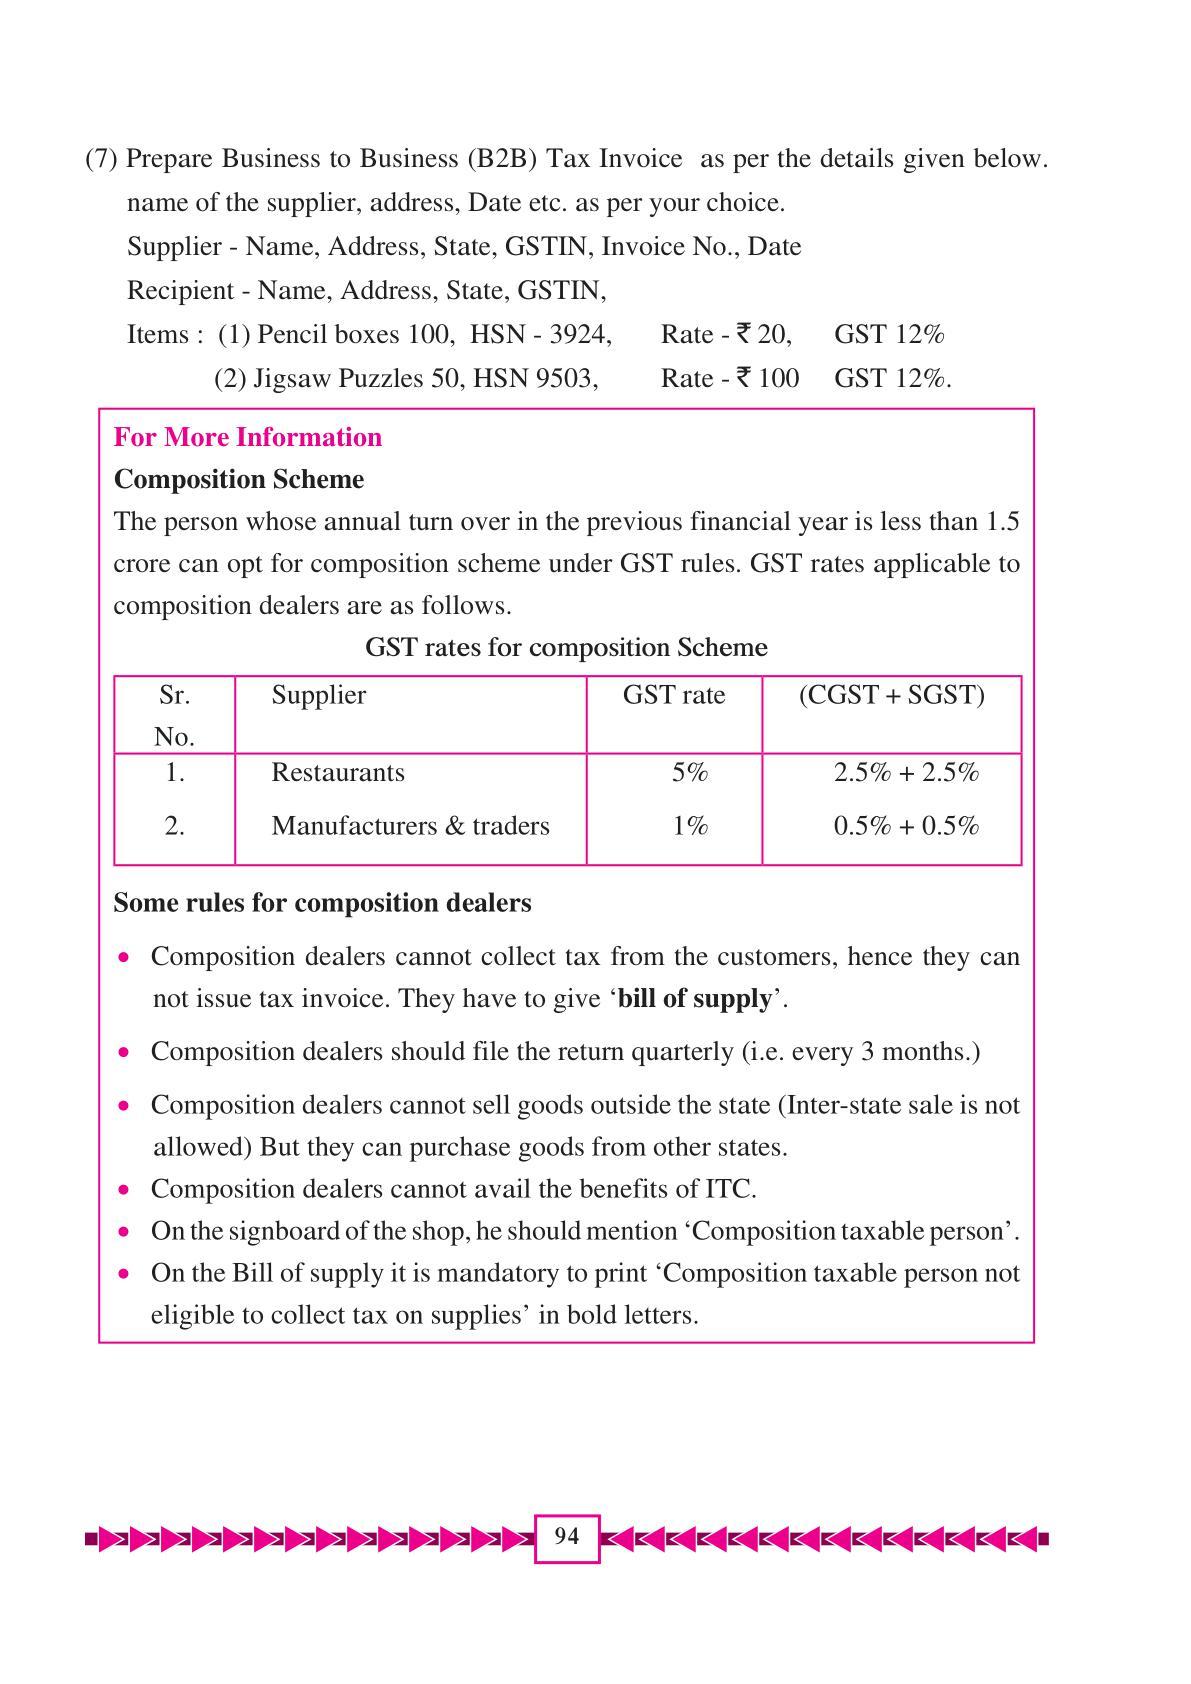 (7) Prepare Business to Business (B2B) Tax Invoice as per the details given below.
name of the supplier, address, Date etc. as per your choice.
Supplier - Name, Address, State, GSTIN, Invoice No., Date
Recipient - Name, Address, State, GSTIN,
Items : (1) Pencil boxes 100, HSN - 3924, Rate - ₹ 20, GST 12%
(2) Jigsaw Puzzles 50, HSN 9503, Rate - ₹ 100 GST 12%.
For More Information
Composition Scheme
The person whose annual turn over in the previous financial year is less than 1.5
crore can opt for composition scheme under GST rules. GST rates applicable to
composition dealers are as follows.
GST rates for composition Scheme
Sr. Supplier GST rate (CGST + SGST)
No.
1. Restaurants 5% 2.5% + 2.5%
2. Manufacturers & traders 1% 0.5% + 0.5%
Some rules for composition dealers
• Composition dealers cannot collect tax from the customers, hence they can
not issue tax invoice. They have to give ‘bill of supply’.
• Composition dealers should file the return quarterly (i.e. every 3 months.)
• Composition dealers cannot sell goods outside the state (Inter-state sale is not
allowed) But they can purchase goods from other states.
• Composition dealers cannot avail the benefits of ITC.
• On the signboard of the shop, he should mention ‘Composition taxable person’.
• On the Bill of supply it is mandatory to print ‘Composition taxable person not
eligible to collect tax on supplies’ in bold letters.
94